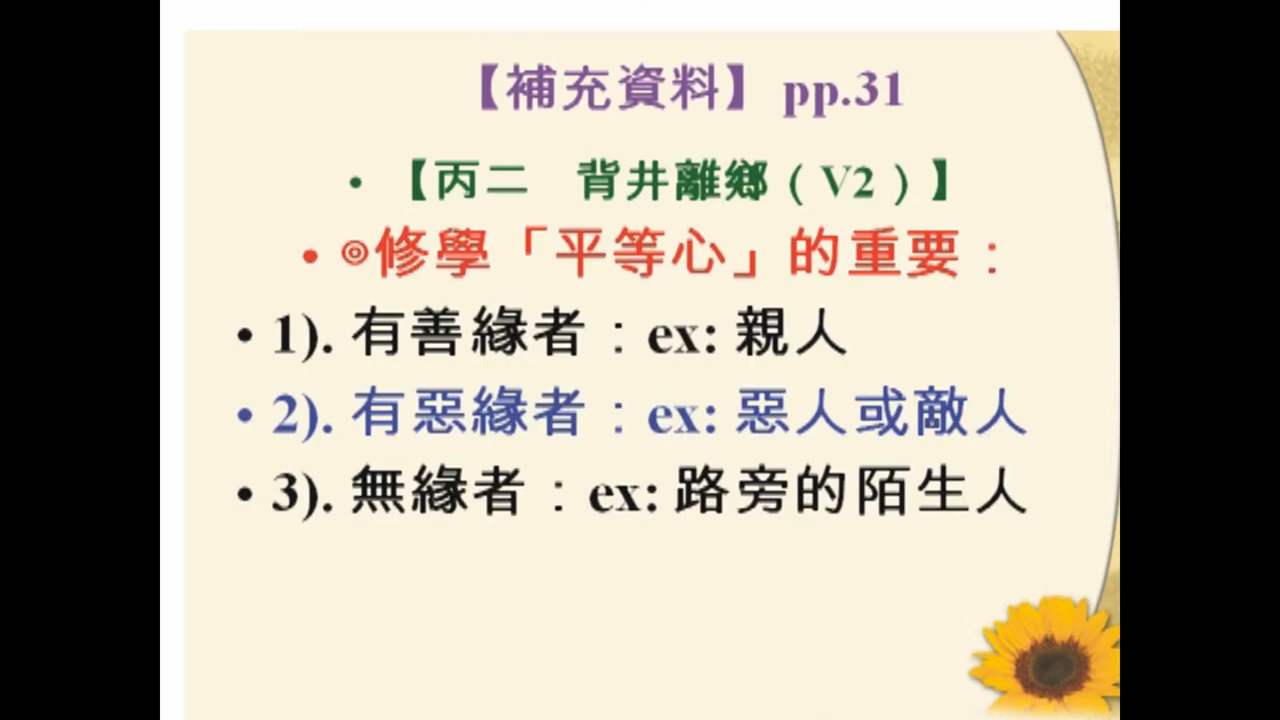 【補充資料】 pp.31
• 【丙二　背井離鄉（V2）】
• ◎修學「平等心」的重要：
• 1). 有善緣者：ex: 親人
• 2). 有惡緣者：ex: 惡人或敵人
• 3). 無緣者：ex: 路旁的陌生人